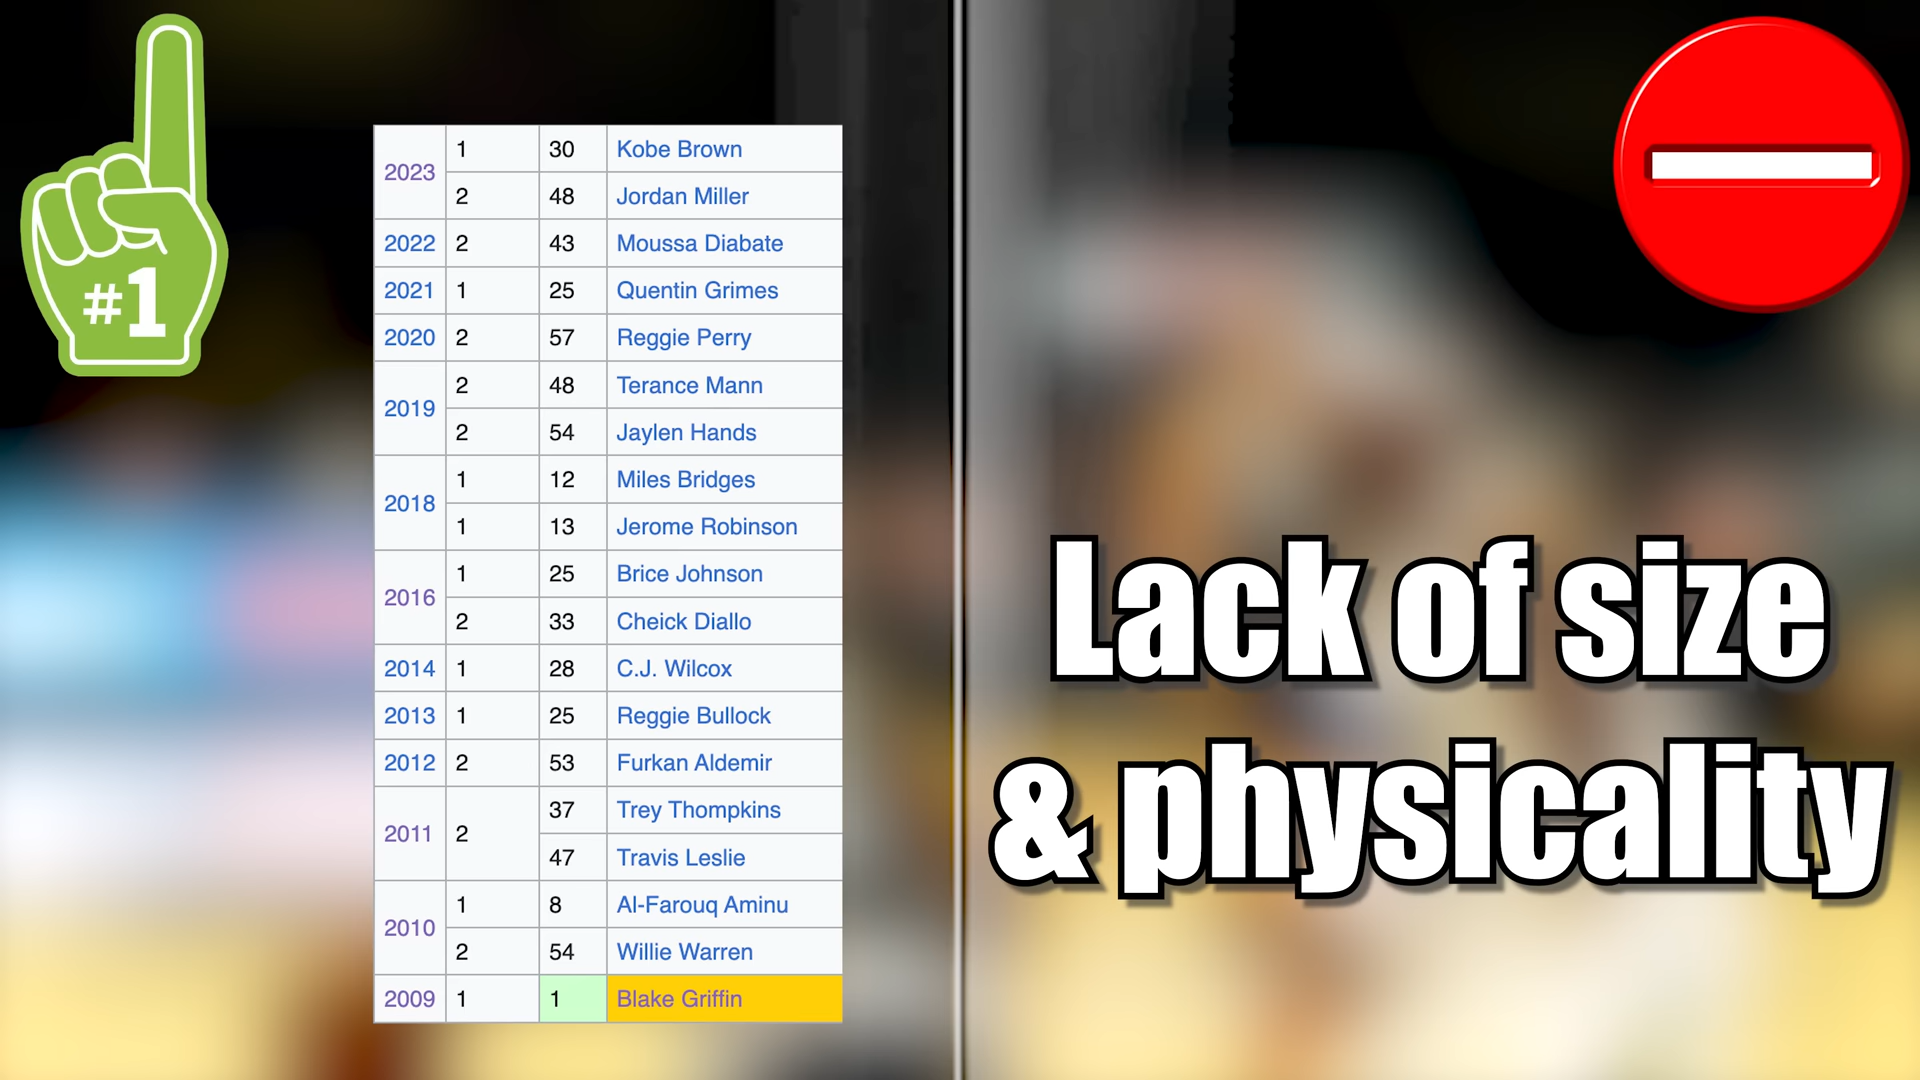 #1
2023 1 30 Kobe Brown
2 48 Jordan Miller
2022 2 43 Moussa Diabate
2021 1 25 Quentin Grimes
2020 2 57 Reggie Perry
2019 2 48 Terance Mann
2 54 Jaylen Hands
2018 1 12 Miles Bridges
1 13 Jerome Robinson
2016 1 25 Brice Johnson
2 33 Cheick Diallo
2014 1 28 C.J. Wilcox
2013 1 25 Reggie Bullock
2012 2 53 Furkan Aldemir
2011 2 37 Trey Thompkins
47 Travis Leslie
2010 1 8 Al-Farouq Aminu
2 54 Willie Warren
2009 1 1 Blake Griffin
Lack of size
& physicality